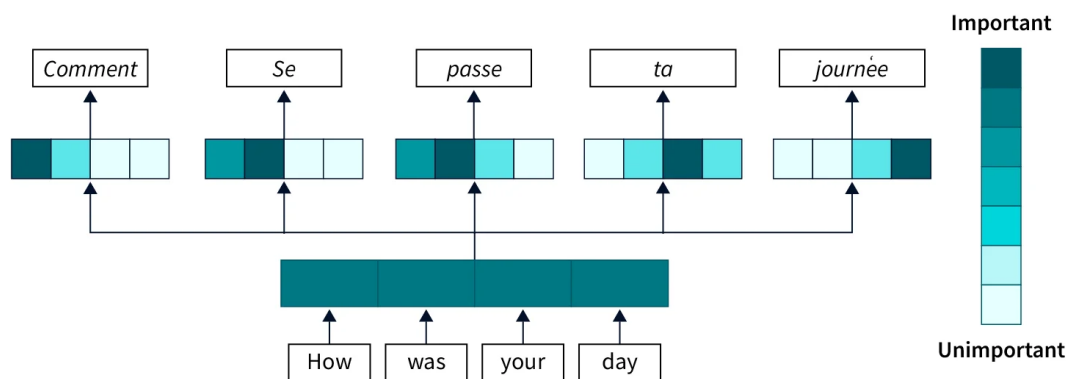 Important
Comment
Se
passe
ta
journée
How
was
your
day
Unimportant